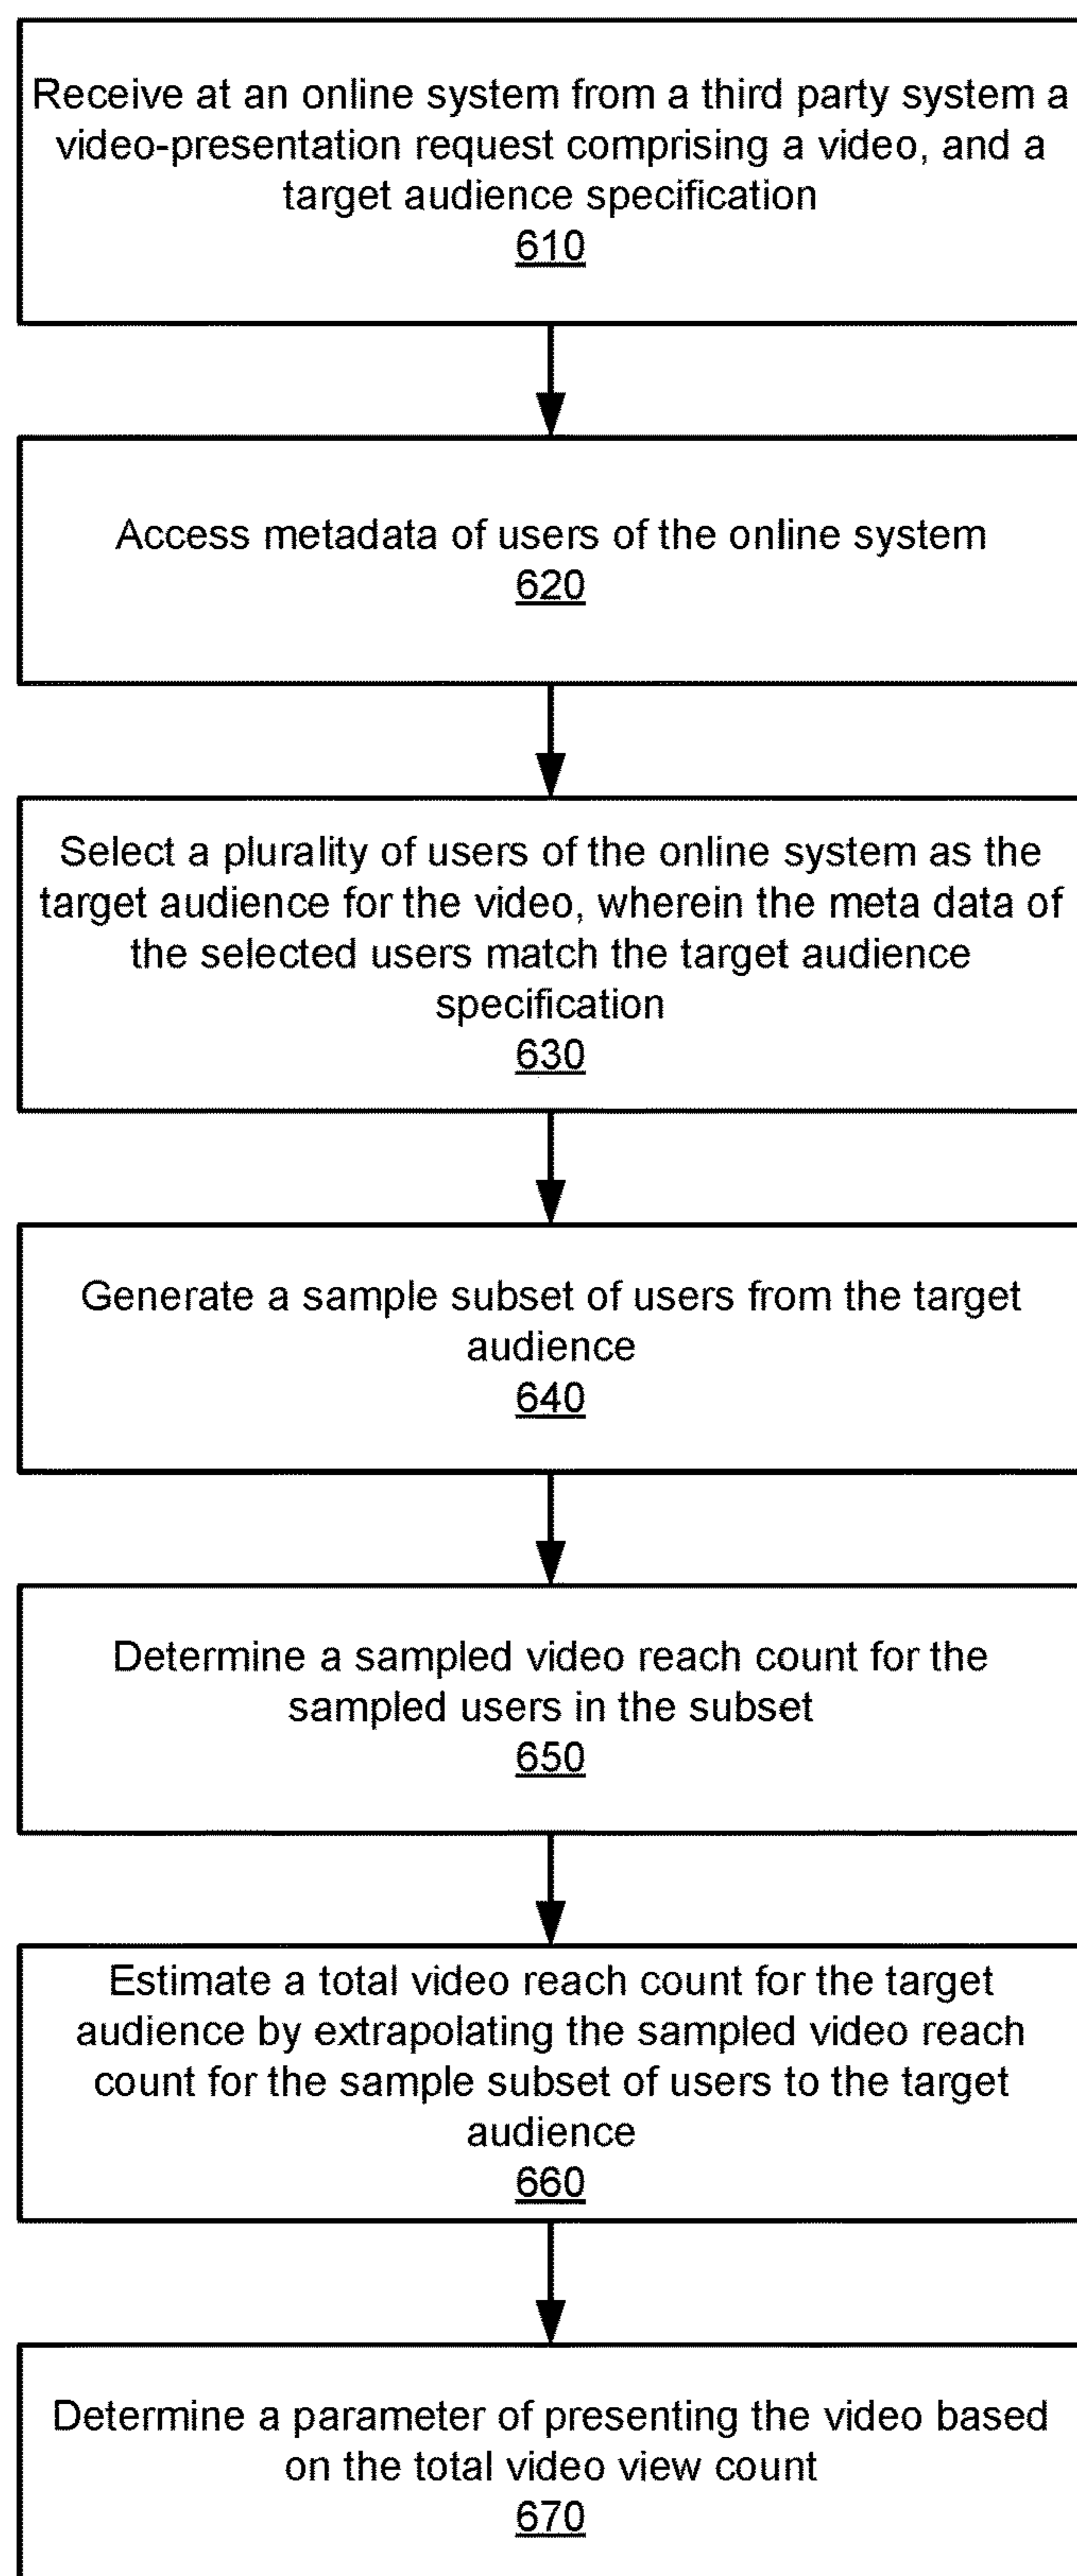 Receive at an online system from a third party system a
video-presentation request comprising a video, and a
target audience specification
610
Access metadata of users of the online system
620
Select a plurality of users of the online system as the
target audience for the video, wherein the meta data of
the selected users match the target audience
specification
630
Generate a sample subset of users from the target
audience
640
Determine a sampled video reach count for the
sampled users in the subset
650
Estimate a total video reach count for the target
audience by extrapolating the sampled video reach
count for the sample subset of users to the target
audience
660
Determine a parameter of presenting the video based
on the total video view count
670